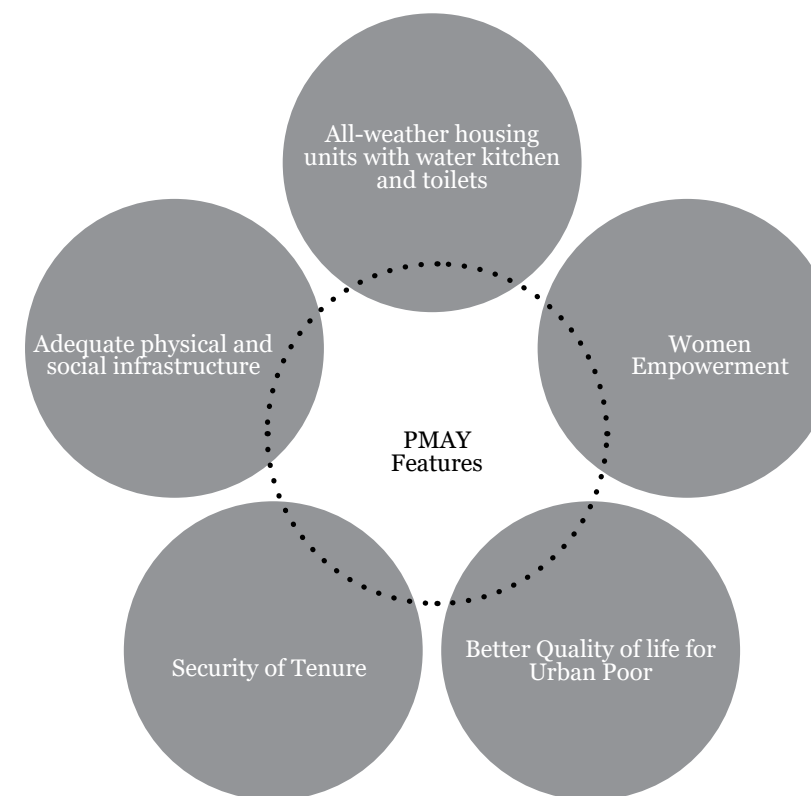 All-weather housing
units with water kitchen
and toilets
Adequate physical and
social infrastructure
Women
Empowerment
PMAY
Features
Security of Tenure
Better Quality of life for
Urban Poor